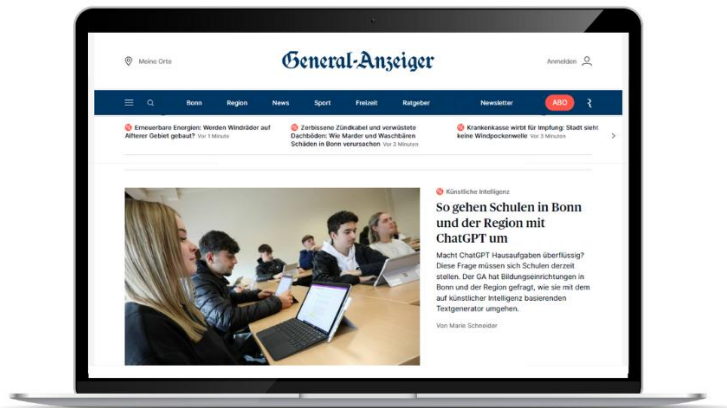 Meine Orte
General-Anzeiger
Anmelden
Bonn Region News Sport Freizeit Ratgeber Newsletter ABO
Erneuerbare Energien: Werden Windräder auf
Alfterer Gebiet gebaut? Vor 1 Minute
Zerbissene Zündkabel und verwüstete
Dachböden: Wie Marder und Waschbären
Schäden in Bonn verursachen Vor 3 Minuten
Krankenkasse wirbt für Impfung: Stadt sieht
keine Windpockenwelle Vor 3 Minuten
Künstliche Intelligenz
So gehen Schulen in Bonn
und der Region mit
ChatGPT um
Macht ChatGPT Hausaufgaben überflüssig?
Diese Frage müssen sich Schulen derzeit
stellen. Der GA hat Bildungseinrichtungen in
Bonn und der Region gefragt, wie sie mit dem
auf künstlicher Intelligenz basierenden
Textgenerator umgehen.
Von Marie Schneider